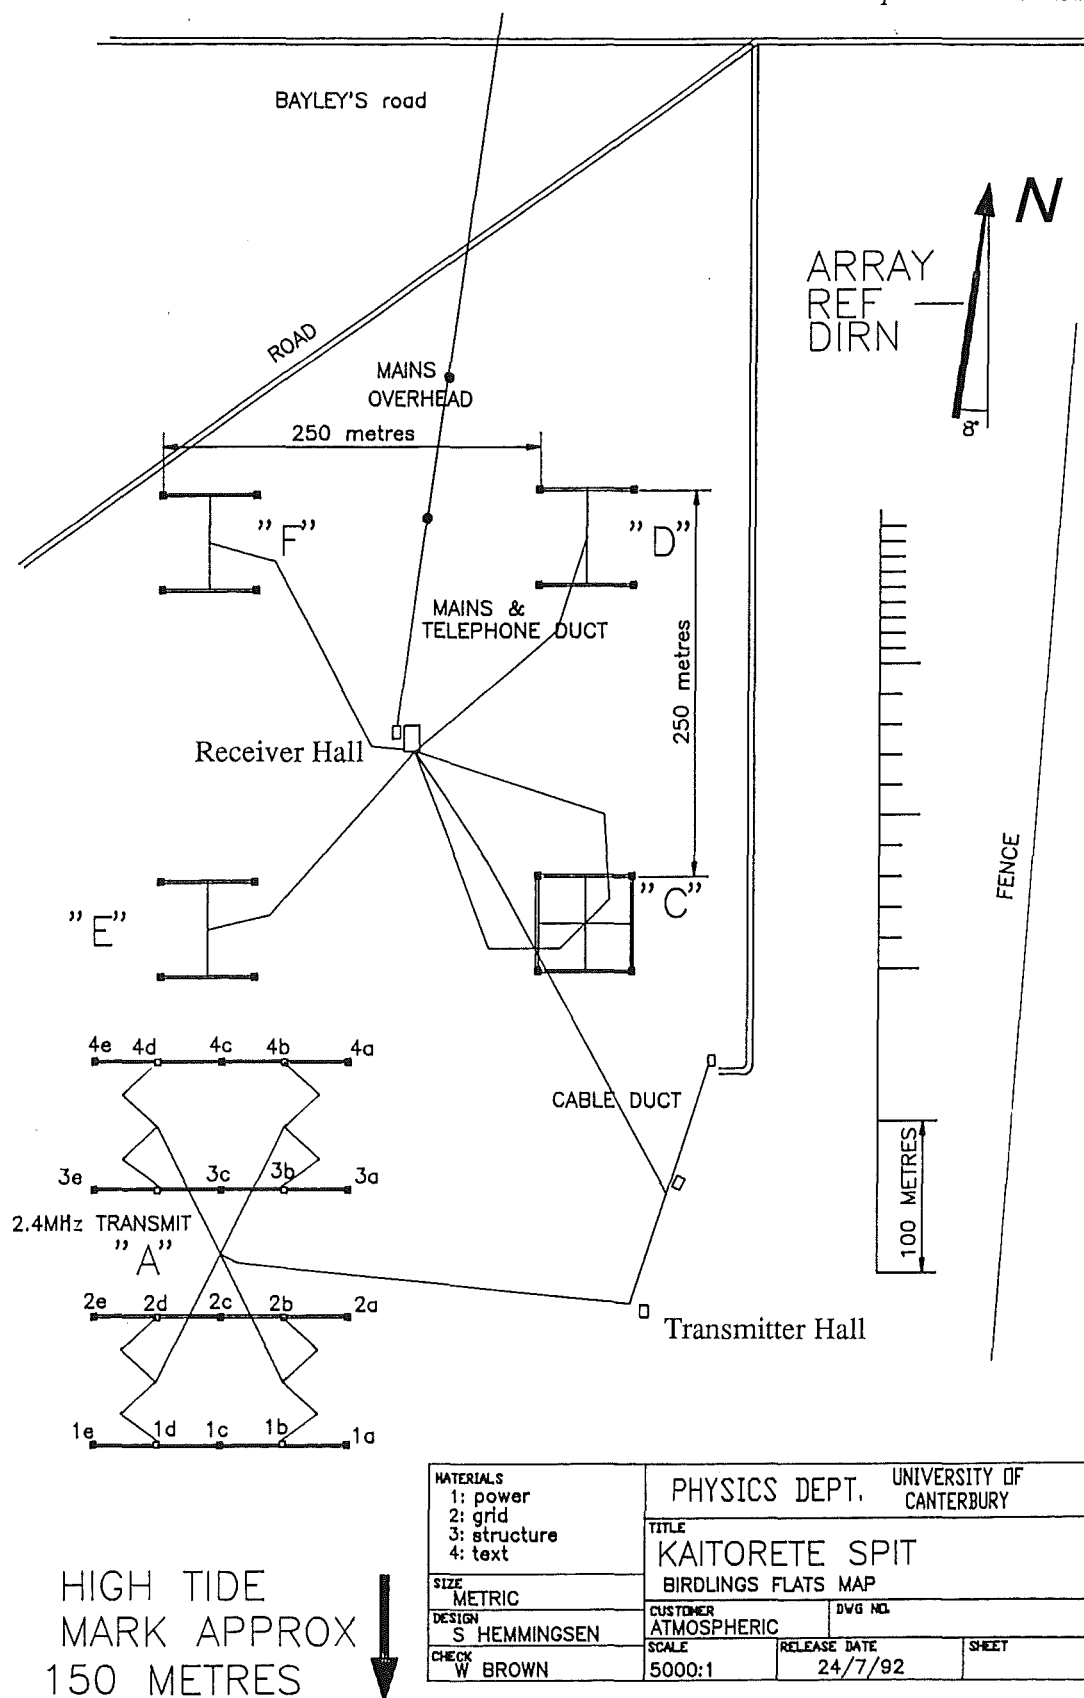 BAYLEY'S road
N
ARRAY
REF
DIRN
8°
ROAD
MAINS
OVERHEAD
250 metres
"F"
"D"
MAINS &
TELEPHONE DUCT
250 metres
Receiver Hall
"C"
"E"
FENCE
4e 4d 4c 4b 4a
CABLE DUCT
3e 3c 3b 3a
2.4MHz TRANSMIT
"A"
100 METRES
2e 2d 2c 2b 2a
Transmitter Hall
1e 1d 1c 1b 1a
HIGH TIDE
MARK APPROX
150 METRES
MATERIALS
1: power
2: grid
3: structure
4: text
SIZE
METRIC
DESIGN
S HEMMINGSEN
CHECK
W BROWN
PHYSICS DEPT.
UNIVERSITY OF
CANTERBURY
TITLE
KAITORETE SPIT
BIRDLINGS FLATS MAP
CUSTOMER
ATMOSPHERIC
DWG NO.
SCALE
5000:1
RELEASE DATE
24/7/92
SHEET